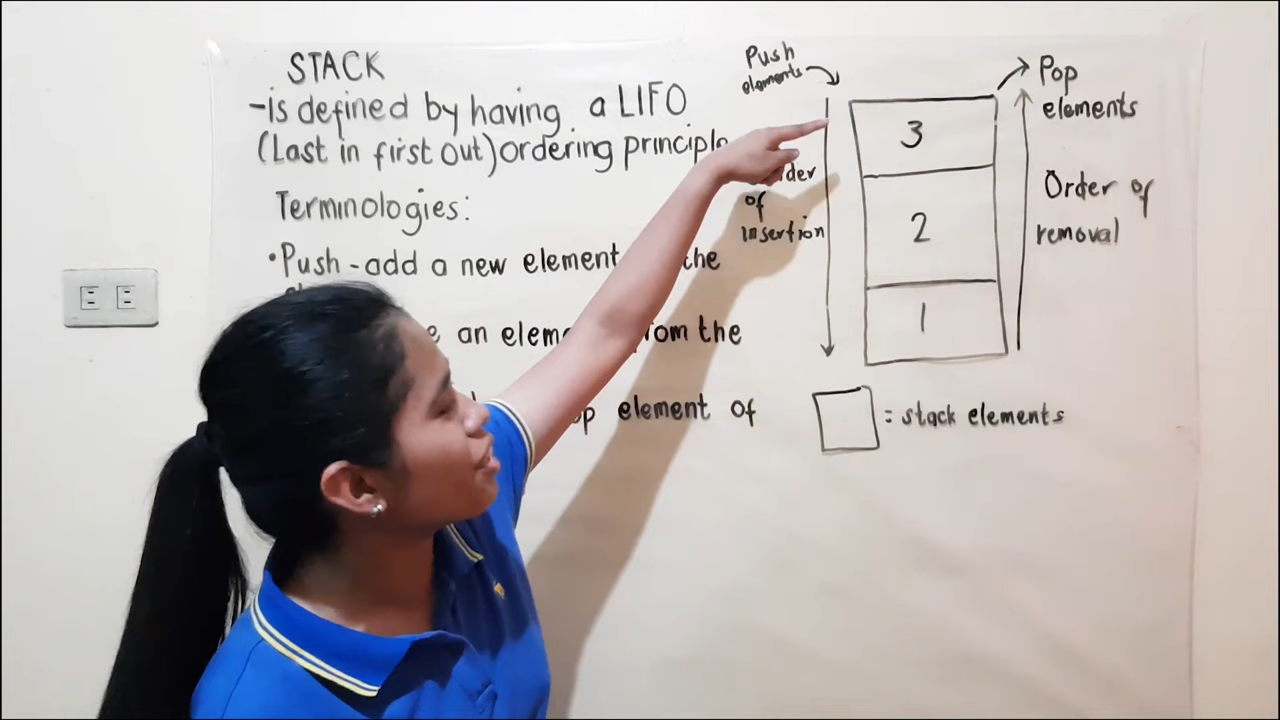 STACK
-is defined by having a LIFO
(Last in first out) ordering principle
Terminologies:
• Push - add a new element the
an from the
element of
Push
elements
of
insertion
3
2
1
Pop
elements
Order of
removal
= stack elements